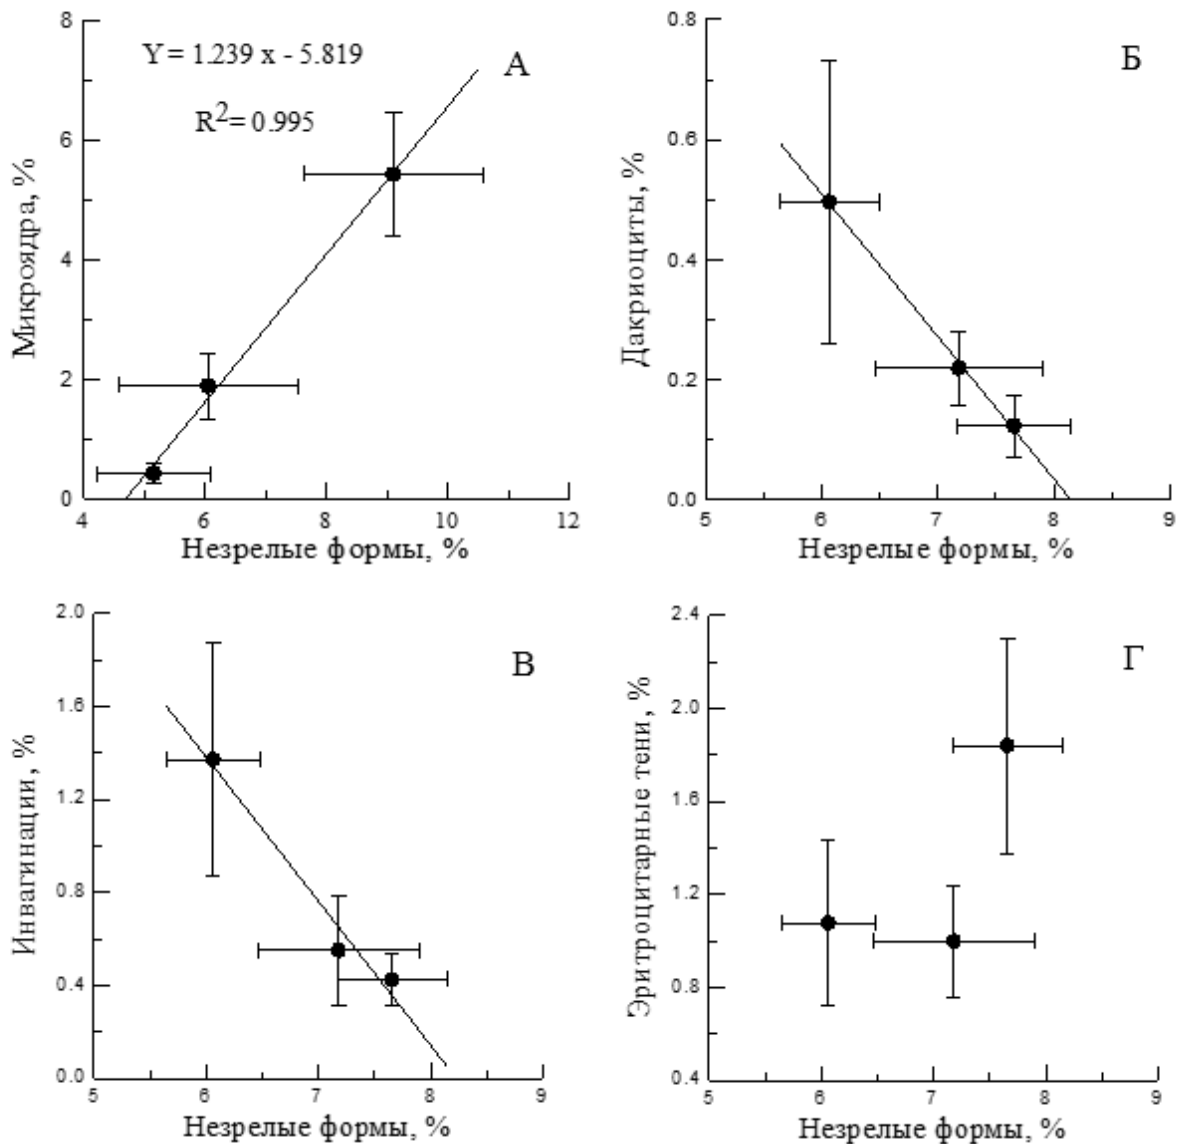 8
6
4
2
0
Y = 1.239 x - 5.819
R² = 0.995
А
Микроядра, %
4 6 8 10 12
Незрелые формы, %
0.8
0.6
0.4
0.2
0.0
Б
Дакриоциты, %
5 6 7 8 9
Незрелые формы, %
2.0
1.6
1.2
0.8
0.4
0.0
В
Инвагинации, %
5 6 7 8 9
Незрелые формы, %
2.4
2.0
1.6
1.2
0.8
0.4
Г
Эритроцитарные тени, %
5 6 7 8 9
Незрелые формы, %